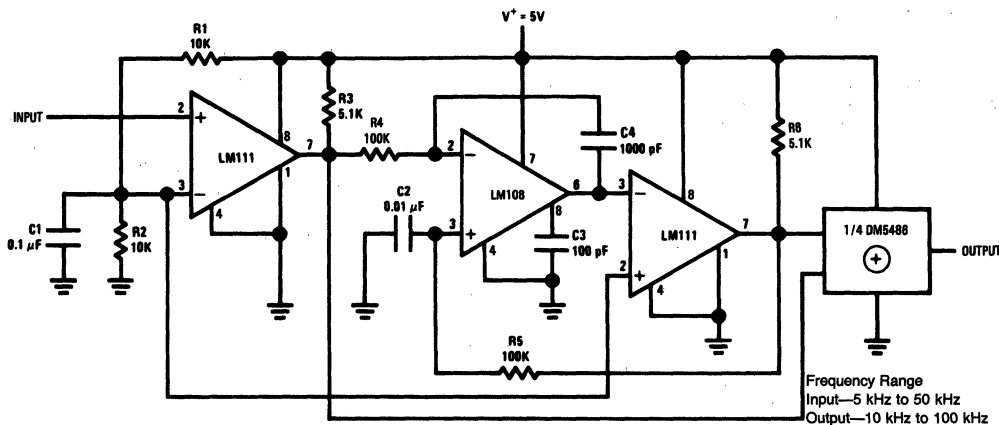 V+ = 5V
R1
10K
INPUT
2
+
8
7
LM111
1
3
−
4
C1
0.1 µF
R2
10K
R3
5.1K
R4
100K
2
−
7
LM108
6
8
3
+
4
C2
0.01 µF
C3
100 pF
C4
1000 pF
3
−
8
LM111
7
1
2
+
4
R6
5.1K
R5
100K
1/4 DM5486
+
OUTPUT
Frequency Range
Input—5 kHz to 50 kHz
Output—10 kHz to 100 kHz